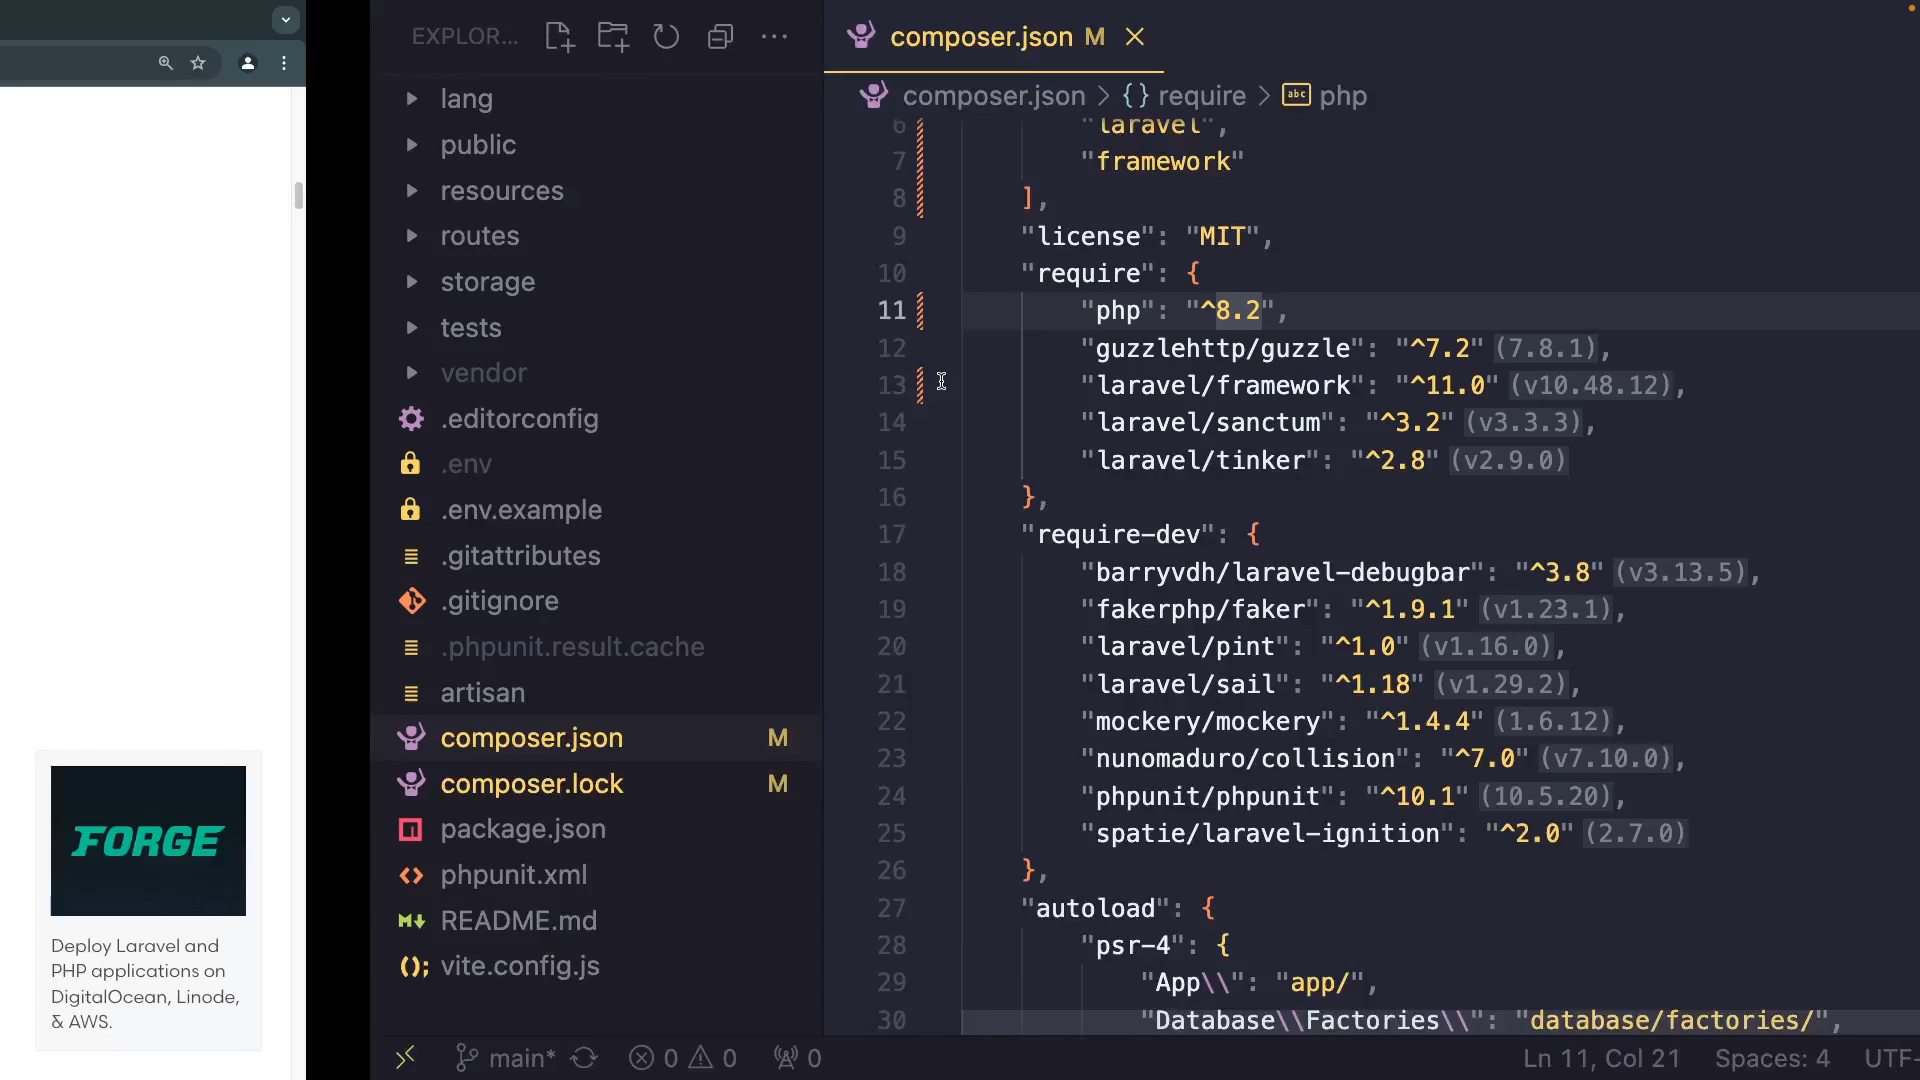 FORGE
Deploy Laravel and
PHP applications on
DigitalOcean, Linode,
& AWS.
EXPLOR...
lang
public
resources
routes
storage
tests
vendor
.editorconfig
.env
.env.example
.gitattributes
.gitignore
.phpunit.result.cache
artisan
composer.json M
composer.lock M
package.json
phpunit.xml
README.md
vite.config.js
composer.json M
composer.json > {} require > abc php
6 "laravel",
7 "framework"
8 ],
9 "license": "MIT",
10 "require": {
11 "php": "^8.2",
12 "guzzlehttp/guzzle": "^7.2" (7.8.1),
13 "laravel/framework": "^11.0" (v10.48.12),
14 "laravel/sanctum": "^3.2" (v3.3.3),
15 "laravel/tinker": "^2.8" (v2.9.0)
16 },
17 "require-dev": {
18 "barryvdh/laravel-debugbar": "^3.8" (v3.13.5),
19 "fakerphp/faker": "^1.9.1" (v1.23.1),
20 "laravel/pint": "^1.0" (v1.16.0),
21 "laravel/sail": "^1.18" (v1.29.2),
22 "mockery/mockery": "^1.4.4" (1.6.12),
23 "nunomaduro/collision": "^7.0" (v7.10.0),
24 "phpunit/phpunit": "^10.1" (10.5.20),
25 "spatie/laravel-ignition": "^2.0" (2.7.0)
26 },
27 "autoload": {
28 "psr-4": {
29 "App\\": "app/",
30 "Database\\Factories\\": "database/factories/",
main* 0 0 0 Ln 11, Col 21 Spaces: 4 UTF-